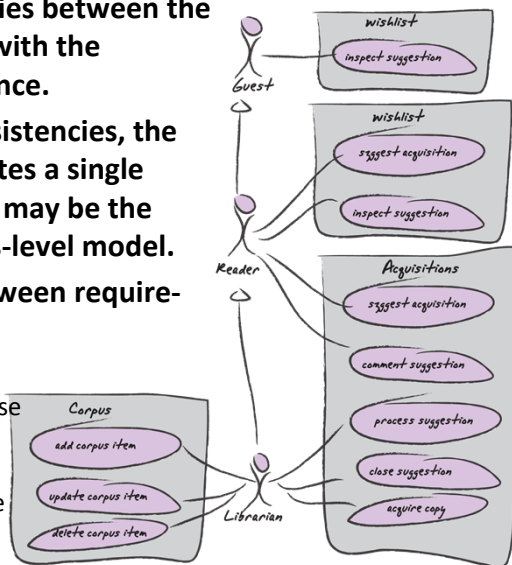 ies between the
with the
nce.
sistencies, the
tes a single
may be the
s-level model.
ween require-
se
e
wishlist
inspect suggestion
Guest
wishlist
szggest acquisition
inspect suggestion
Reader
Acquisitions
szggest acquisition
comment suggestion
process suggestion
close suggestion
acquire copy
Librarian
Corpus
add corpus item
update corpus item
delete corpus item